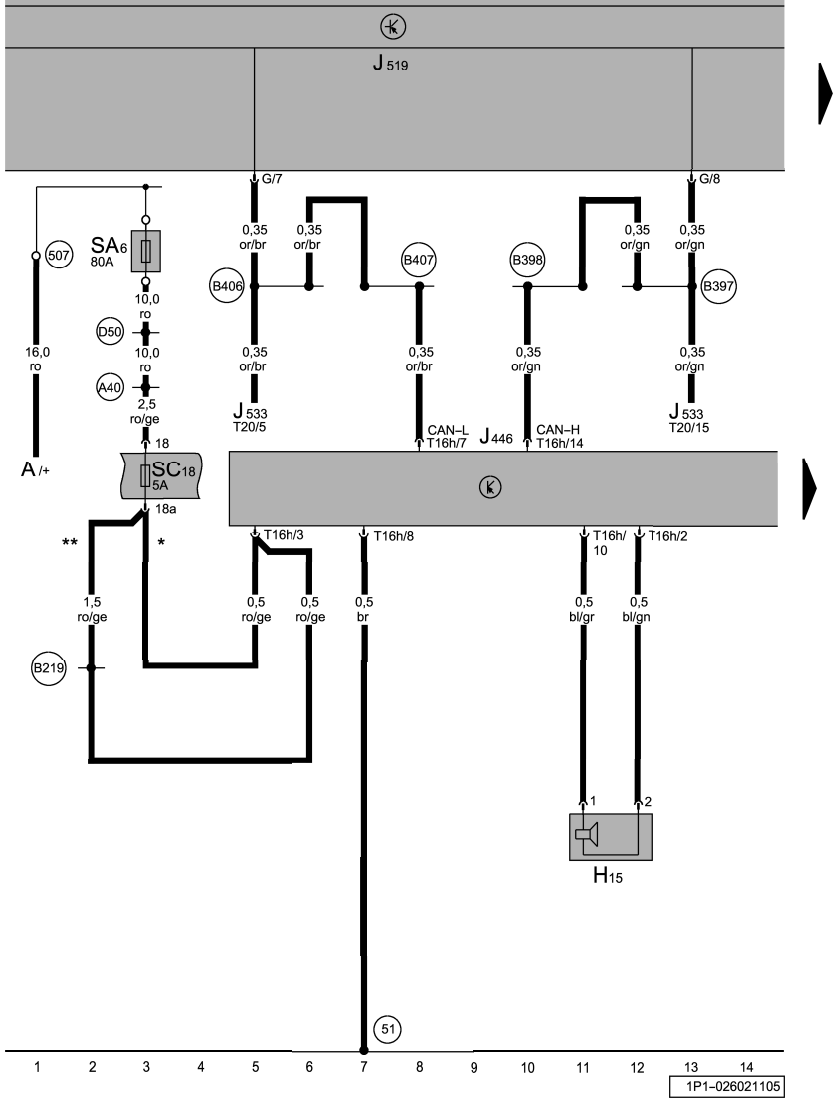 J 519
G/7
G/8
507
SA6
80A
0,35
or/br
0,35
or/br
0,35
or/gn
0,35
or/gn
B406
B407
B398
B397
10,0
ro
D50
16,0
ro
10,0
ro
0,35
or/br
0,35
or/br
0,35
or/gn
0,35
or/gn
A40
2,5
ro/ge
J 533
T20/5
J 533
T20/15
CAN–L
T16h/7
J 446
CAN–H
T16h/14
18
A /+
SC18
5A
18a
**
*
T16h/3
T16h/8
T16h/
10
T16h/2
1,5
ro/ge
0,5
ro/ge
0,5
ro/ge
0,5
br
0,5
bl/gr
0,5
bl/gn
B219
1
2
H15
51
1 2 3 4 5 6 7 8 9 10 11 12 13 14
1P1–026021105